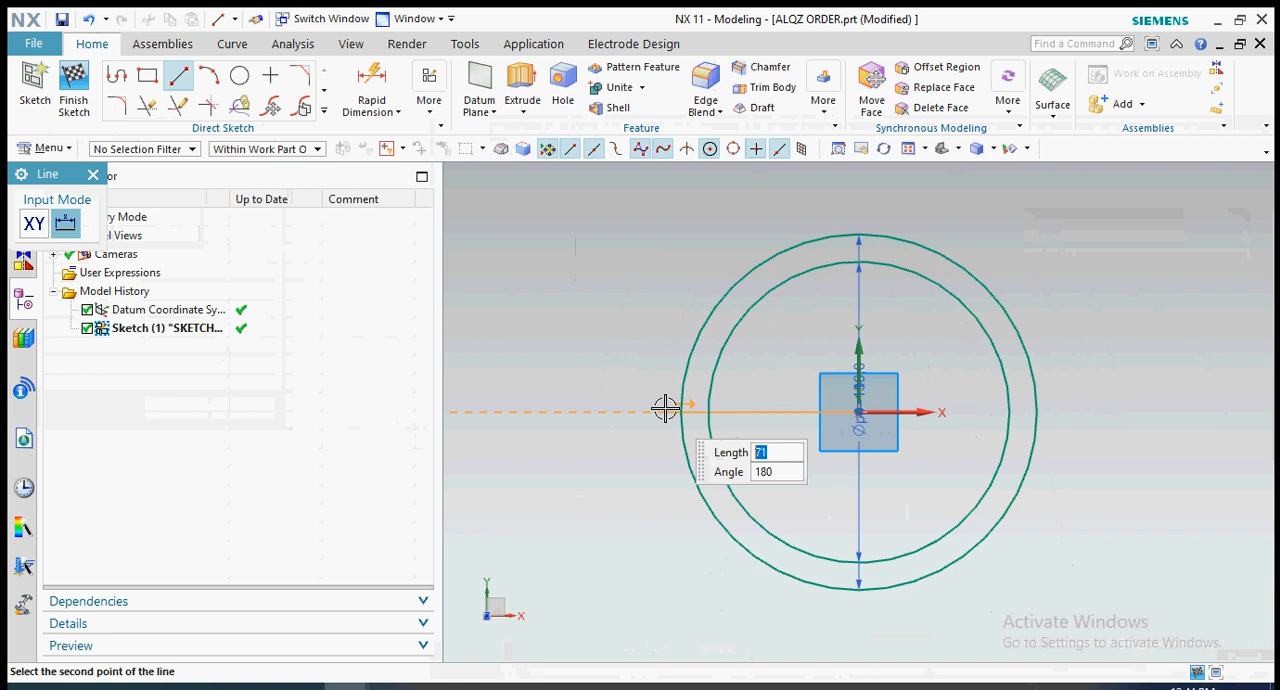 NX Switch Window Window NX 11 - Modeling - [ALQZ ORDER.prt (Modified) ] SIEMENS
File Home Assemblies Curve Analysis View Render Tools Application Electrode Design Find a Command
Sketch Finish Sketch Rapid Dimension More Datum Plane Extrude Hole Pattern Feature Unite Shell Edge Blend Chamfer Trim Body Draft More Move Face Offset Region Replace Face Delete Face More Surface Work on Assembly Add
Direct Sketch Feature Synchronous Modeling Assemblies
Menu No Selection Filter Within Work Part O
Line or
Input Mode Up to Date Comment
XY ry Mode
l Views
Cameras
User Expressions
Model History
Datum Coordinate Sy...
Sketch (1) "SKETCH...
Y
X
Length 71
Angle 180
Dependencies
Details
Preview
Y
X
Activate Windows
Go to Settings to activate Windows.
Select the second point of the line